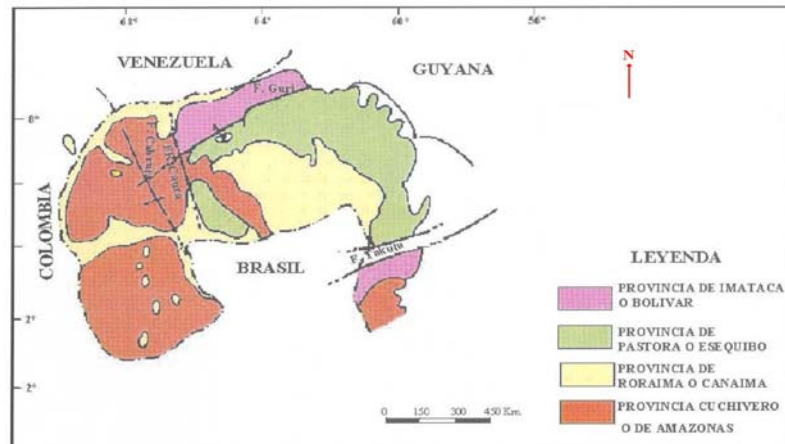 64° 60° 56°
VENEZUELA
GUYANA
N
F. Guri
8°
COLOMBIA
BRASIL
LEYENDA
PROVINCIA DE IMATACA
O BOLIVAR
PROVINCIA DE
PASTORA O ESEQUIBO
PROVINCIA DE
RORAIMA O CANAIMA
PROVINCIA CUCHIVERO
O DE AMAZONAS
2°
2°
0 150 300 450 Km.